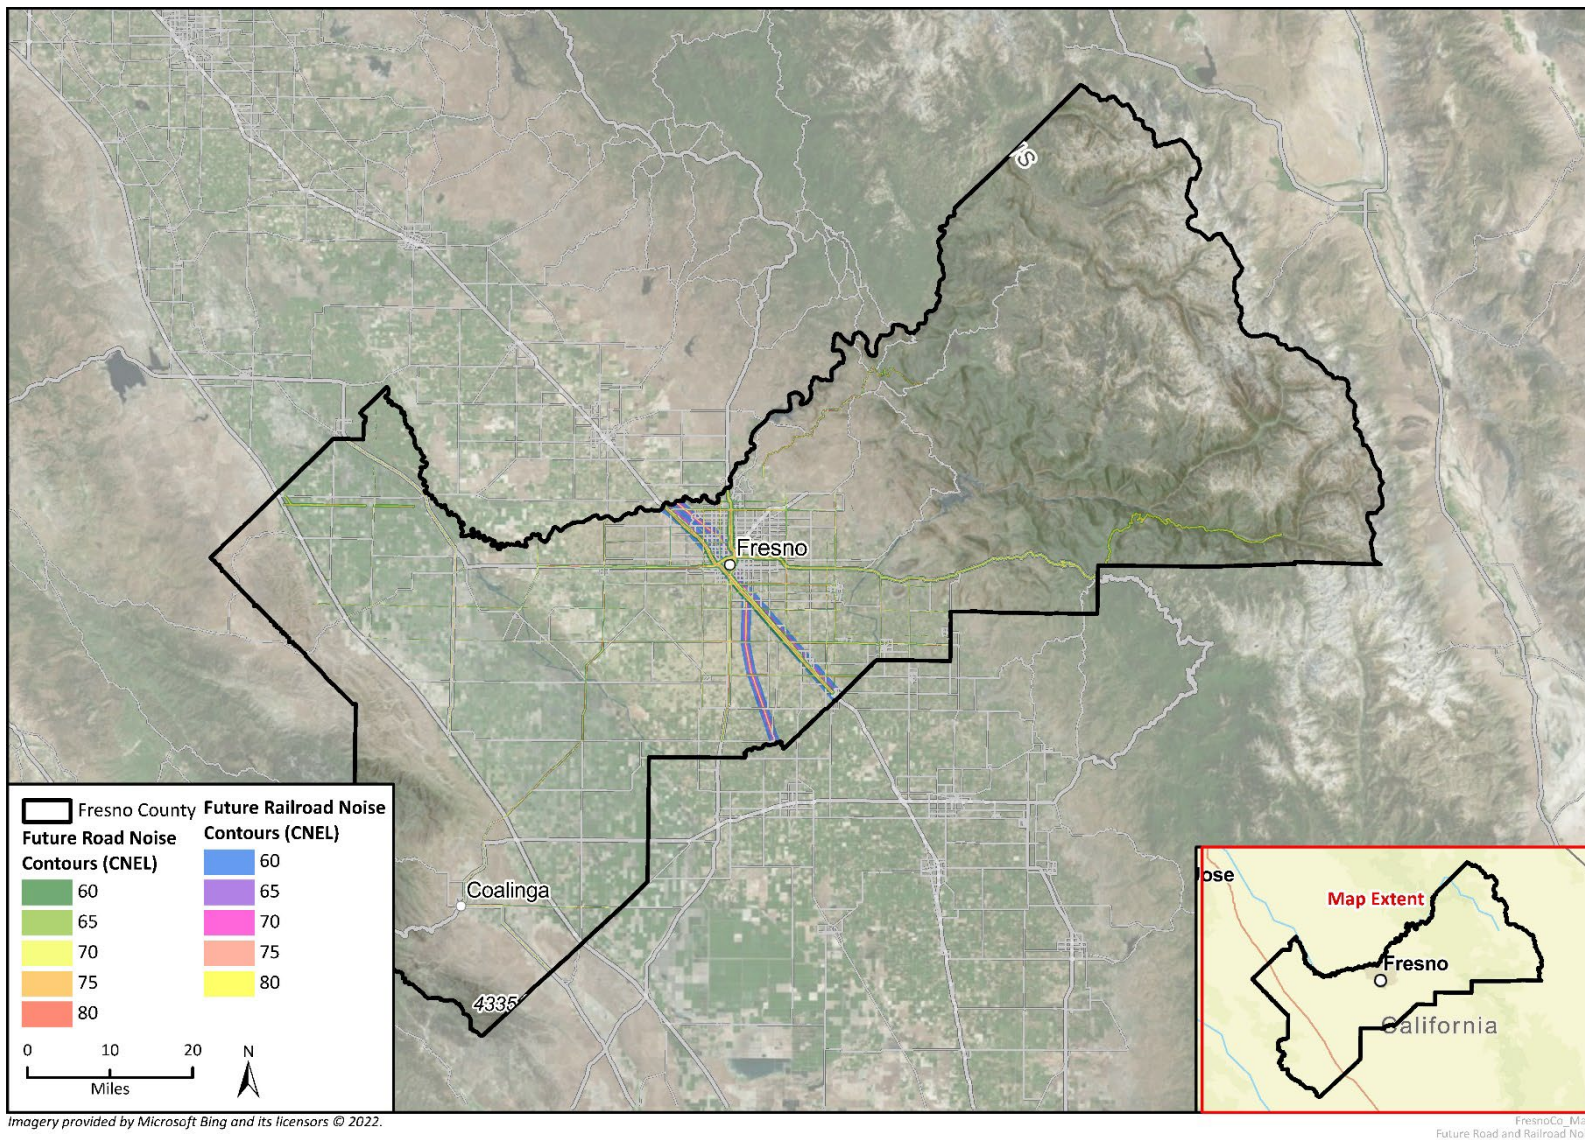 Fresno
Coalinga
4335
Fresno County
Future Road Noise
Contours (CNEL)
60
65
70
75
80
Future Railroad Noise
Contours (CNEL)
60
65
70
75
80
0 10 20
Miles
N
Jose
Map Extent
Fresno
California
Imagery provided by Microsoft Bing and its licensors © 2022.
FresnoCo_Ma
Future Road and Railroad No